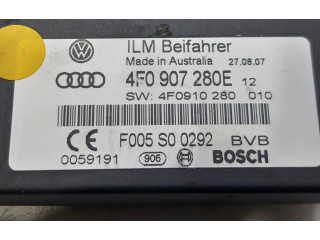 ILM Beifahrer
Made in Australia 27.08.07
4F0 907 280E 12
SW: 4F0910 280 010
F005 S0 0292 BVB
0059191 906 BOSCH